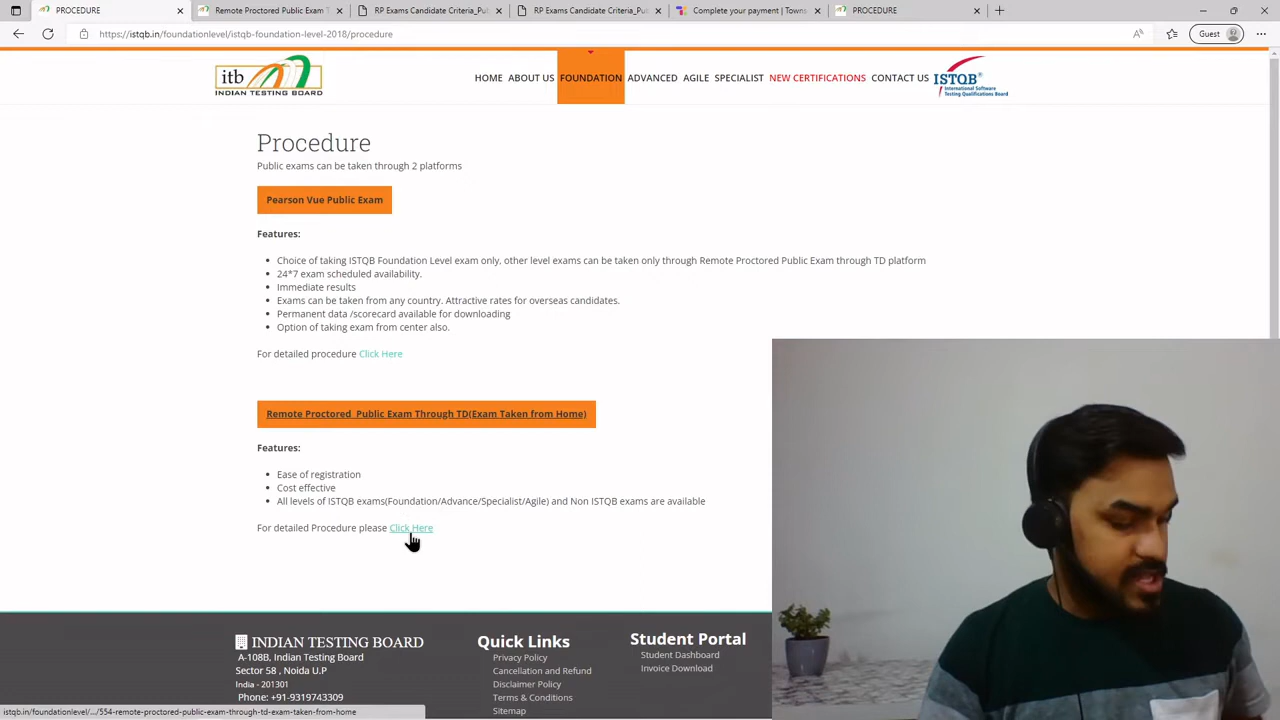 PROCEDURE
Remote Proctored Public Exam T
RP Exams Candidate Criteria_Pub
RP Exams Candidate Criteria_Pub
Complete your payment | Towns
PROCEDURE
https://istqb.in/foundationlevel/istqb-foundation-level-2018/procedure
Guest
itb
INDIAN TESTING BOARD
HOME ABOUT US FOUNDATION ADVANCED AGILE SPECIALIST NEW CERTIFICATIONS CONTACT US
ISTQB®
International Software
Testing Qualifications Board
Procedure
Public exams can be taken through 2 platforms
Pearson Vue Public Exam
Features:
• Choice of taking ISTQB Foundation Level exam only, other level exams can be taken only through Remote Proctored Public Exam through TD platform
• 24*7 exam scheduled availability.
• Immediate results
• Exams can be taken from any country. Attractive rates for overseas candidates.
• Permanent data /scorecard available for downloading
• Option of taking exam from center also.
For detailed procedure Click Here
Remote Proctored Public Exam Through TD(Exam Taken from Home)
Features:
• Ease of registration
• Cost effective
• All levels of ISTQB exams(Foundation/Advance/Specialist/Agile) and Non ISTQB exams are available
For detailed Procedure please Click Here
INDIAN TESTING BOARD
A-108B, Indian Testing Board
Sector 58 , Noida U.P
India - 201301
Phone: +91-9319743309
Quick Links
Privacy Policy
Cancellation and Refund
Disclaimer Policy
Terms & Conditions
Sitemap
Student Portal
Student Dashboard
Invoice Download
istqb.in/foundationlevel/.../554-remote-proctored-public-exam-through-td-exam-taken-from-home